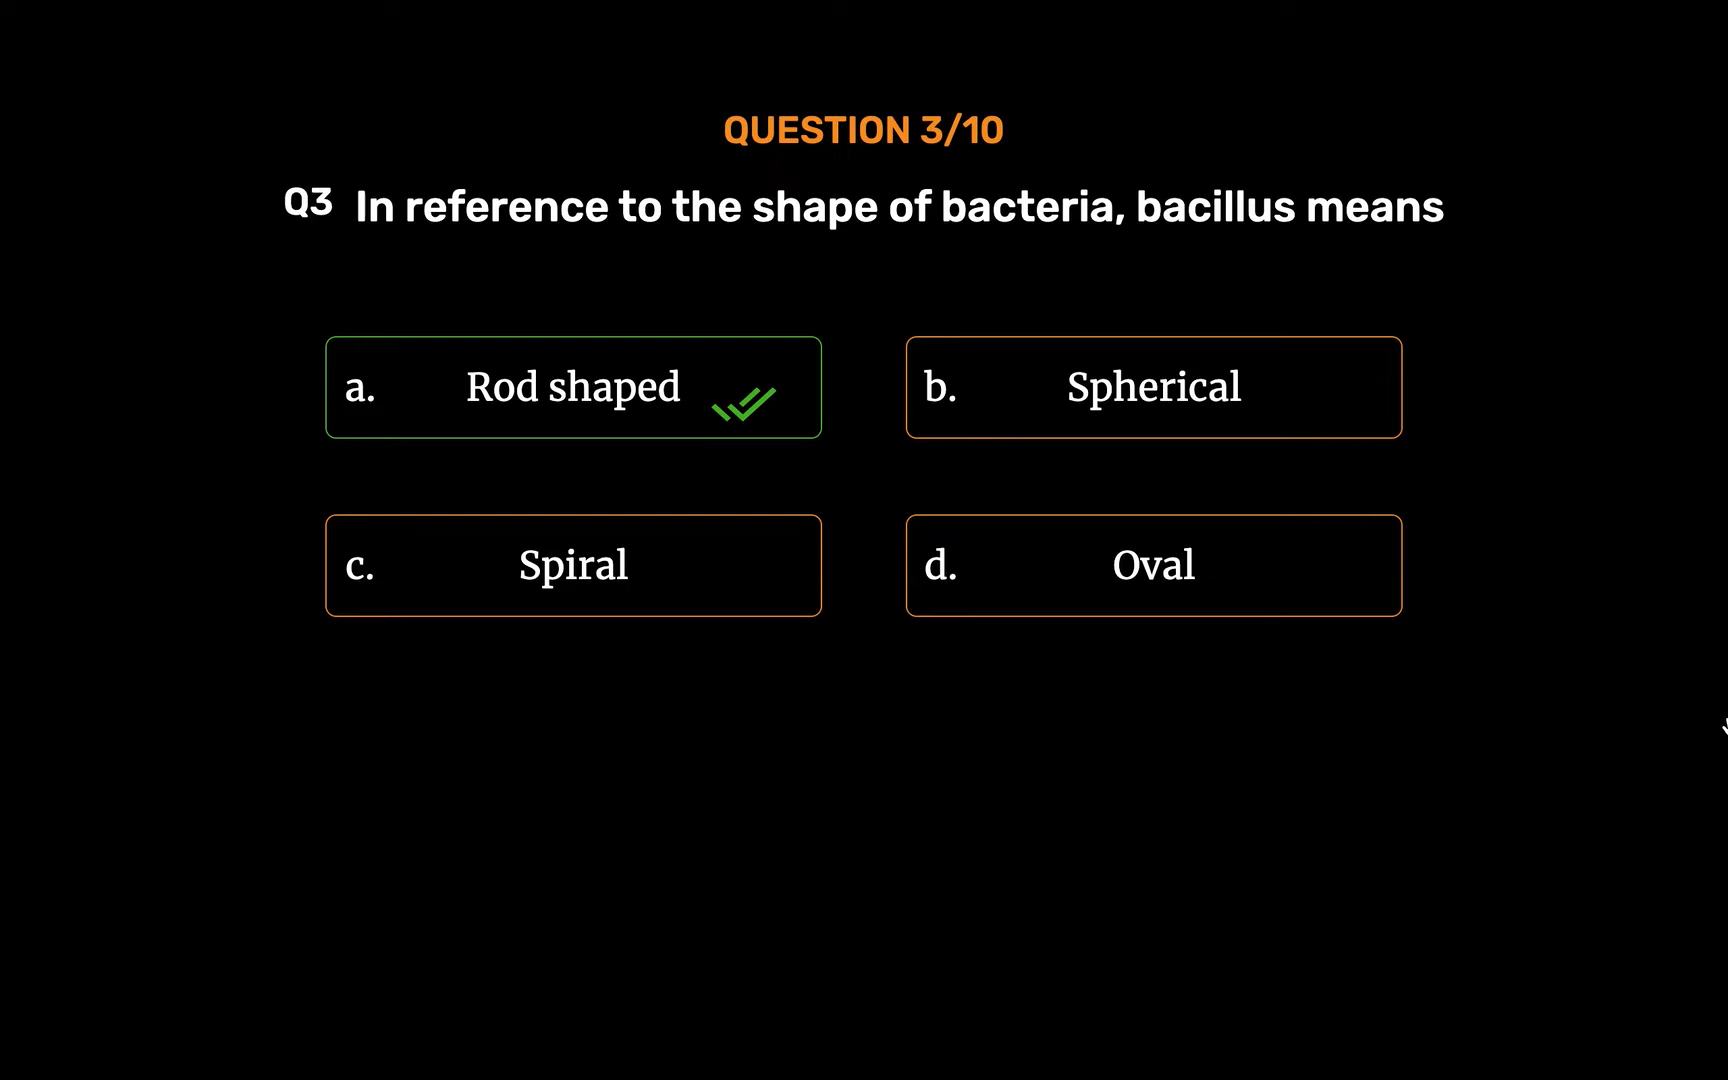 QUESTION 3/10
Q3 In reference to the shape of bacteria, bacillus means
a. Rod shaped
b. Spherical
c. Spiral
d. Oval